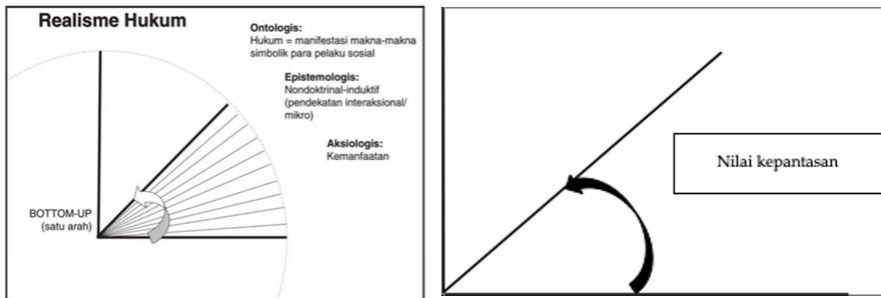 Realisme Hukum
Ontologis:
Hukum = manifestasi makna-makna
simbolik para pelaku sosial
Epistemologis:
Nondoktrinal-induktif
(pendekatan interaksional/
mikro)
Aksiologis:
Kemanfaatan
BOTTOM-UP
(satu arah)
Nilai kepantasan